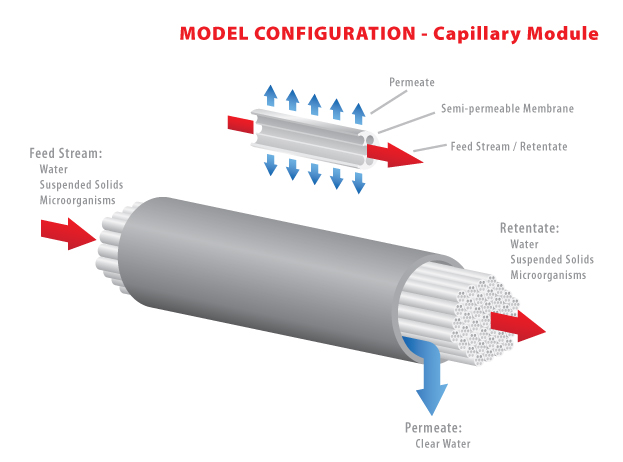 MODEL CONFIGURATION - Capillary Module
Permeate
Semi-permeable Membrane
Feed Stream / Retentate
Feed Stream:
Water
Suspended Solids
Microorganisms
Retentate:
Water
Suspended Solids
Microorganisms
Permeate:
Clear Water